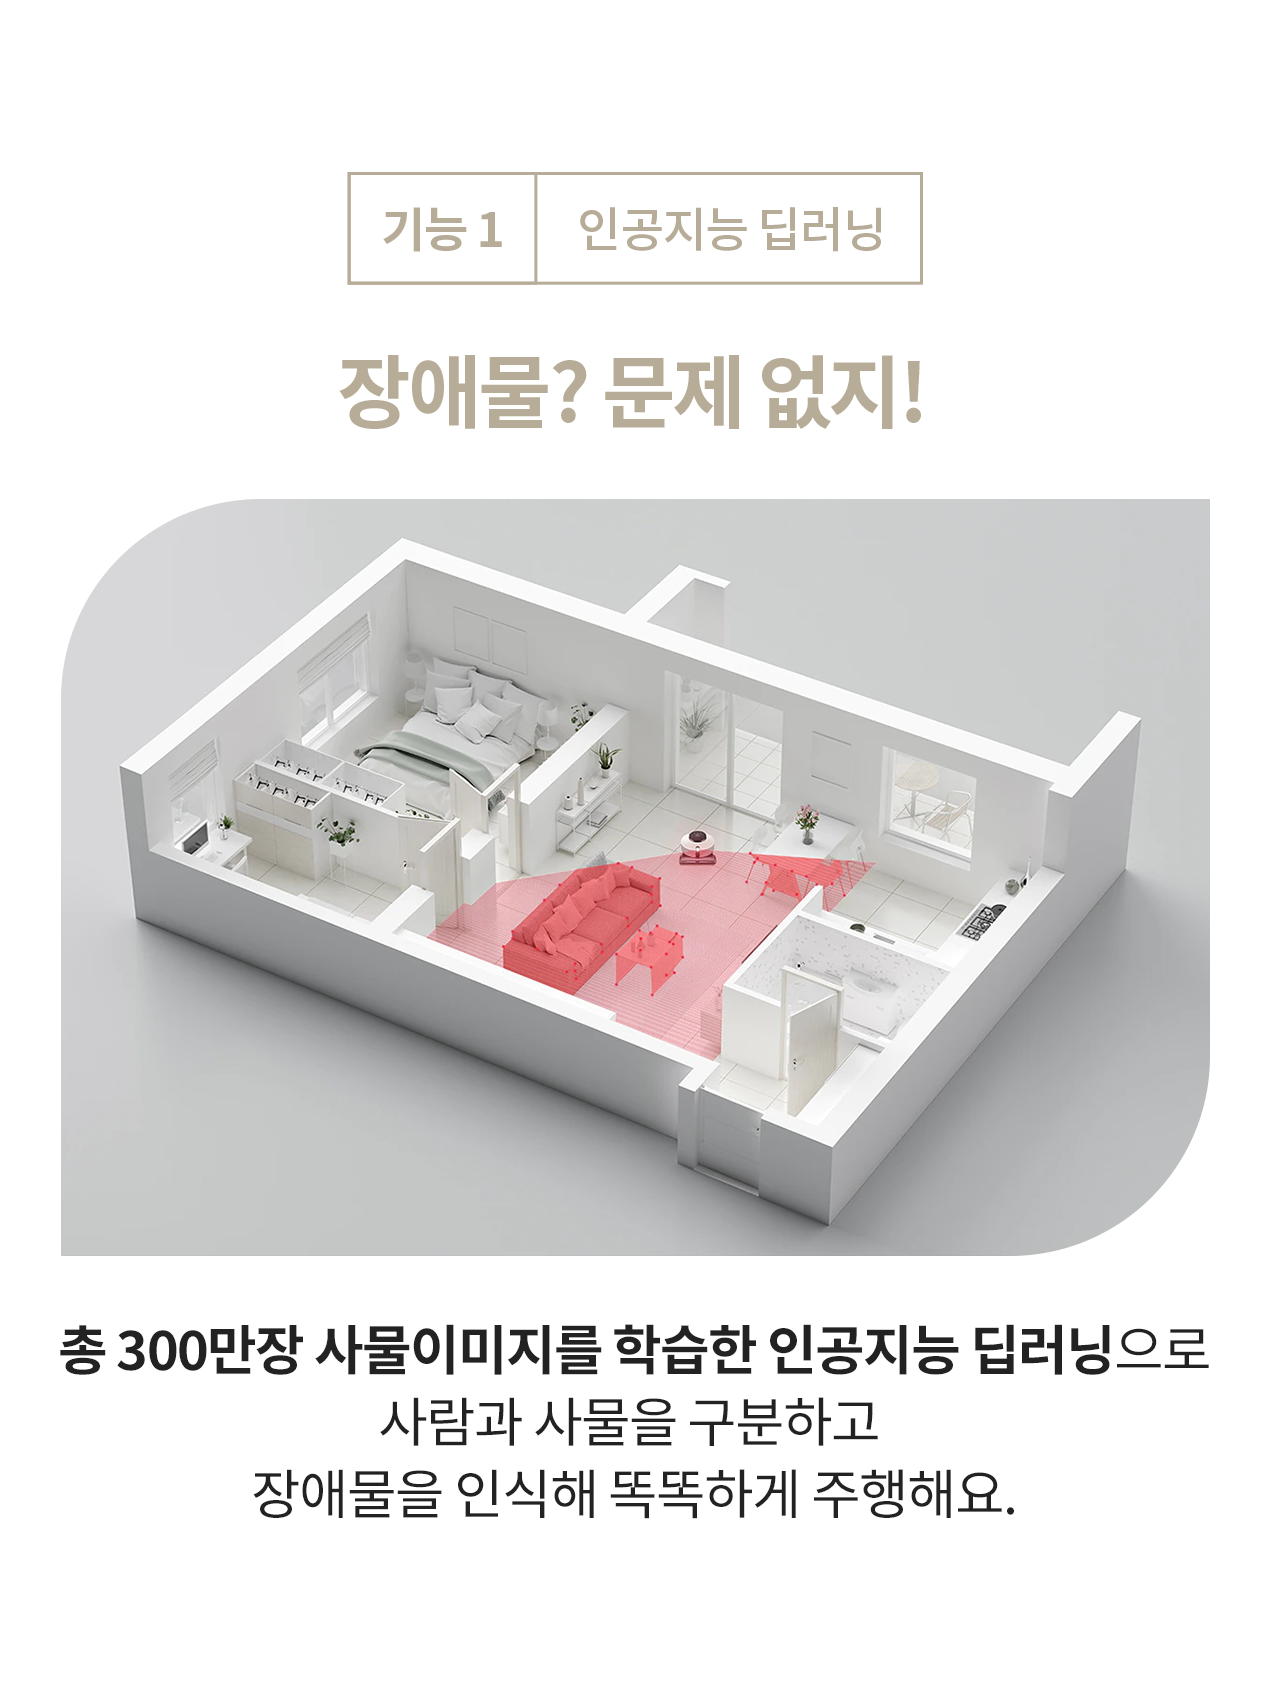 기능 1 인공지능 딥러닝
장애물? 문제 없지!
총 300만장 사물이미지를 학습한 인공지능 딥러닝으로
사람과 사물을 구분하고
장애물을 인식해 똑똑하게 주행해요.